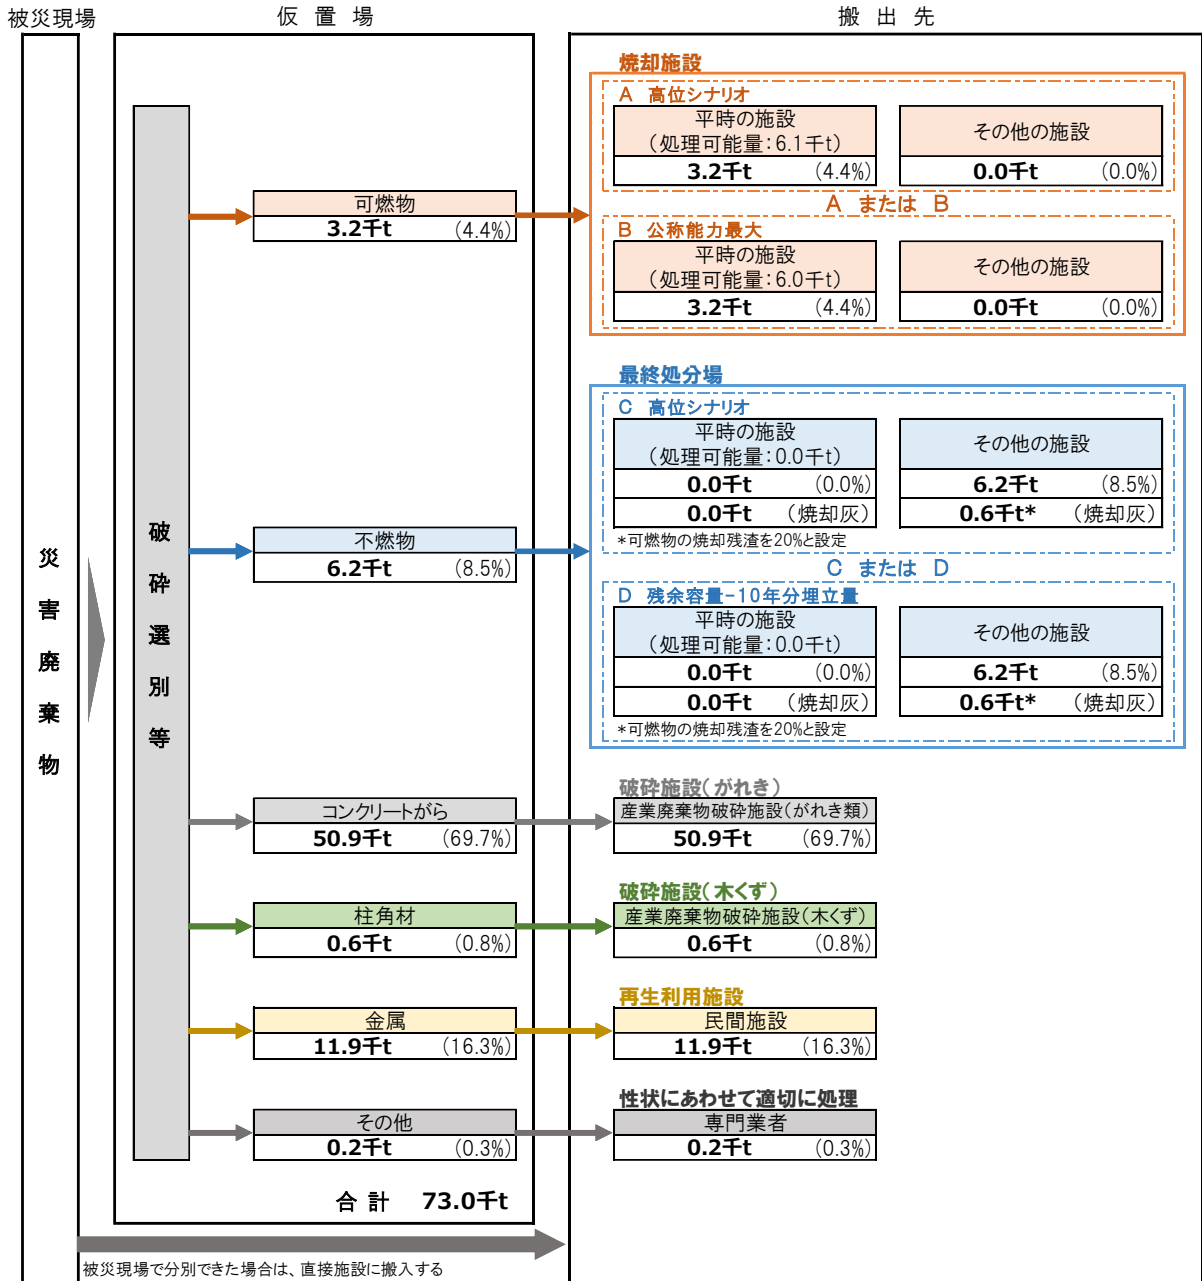 被災現場
仮 置 場
搬 出 先
災害廃棄物
破砕選別等
焼却施設
A 高位シナリオ
平時の施設
（処理可能量:6.1千t）
3.2千t (4.4%)
その他の施設
0.0千t (0.0%)
可燃物
3.2千t (4.4%)
A または B
B 公称能力最大
平時の施設
（処理可能量:6.0千t）
3.2千t (4.4%)
その他の施設
0.0千t (0.0%)
最終処分場
C 高位シナリオ
平時の施設
（処理可能量:0.0千t）
0.0千t (0.0%)
0.0千t （焼却灰）
その他の施設
6.2千t (8.5%)
0.6千t* （焼却灰）
*可燃物の焼却残渣を20%と設定
不燃物
6.2千t (8.5%)
C または D
D 残余容量-10年分埋立量
平時の施設
（処理可能量:0.0千t）
0.0千t (0.0%)
0.0千t （焼却灰）
その他の施設
6.2千t (8.5%)
0.6千t* （焼却灰）
*可燃物の焼却残渣を20%と設定
破砕施設（がれき）
コンクリートがら
50.9千t (69.7%)
産業廃棄物破砕施設（がれき類）
50.9千t (69.7%)
破砕施設（木くず）
柱角材
0.6千t (0.8%)
産業廃棄物破砕施設（木くず）
0.6千t (0.8%)
再生利用施設
金属
11.9千t (16.3%)
民間施設
11.9千t (16.3%)
性状にあわせて適切に処理
その他
0.2千t (0.3%)
専門業者
0.2千t (0.3%)
合 計 73.0千t
被災現場で分別できた場合は、直接施設に搬入する